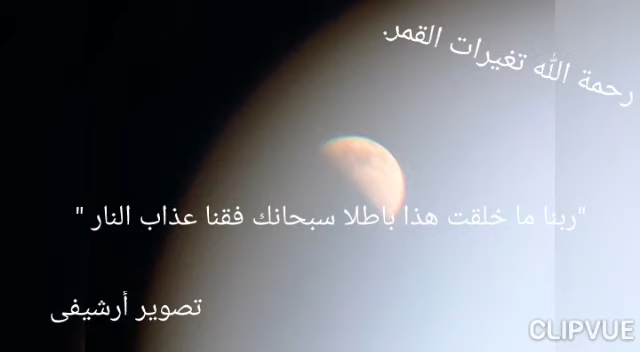 رحمة الله تغيرات القمر.
"ربنا ما خلقت هذا باطلا سبحانك فقنا عذاب النار "
تصوير أرشيفى
CLIPVUE